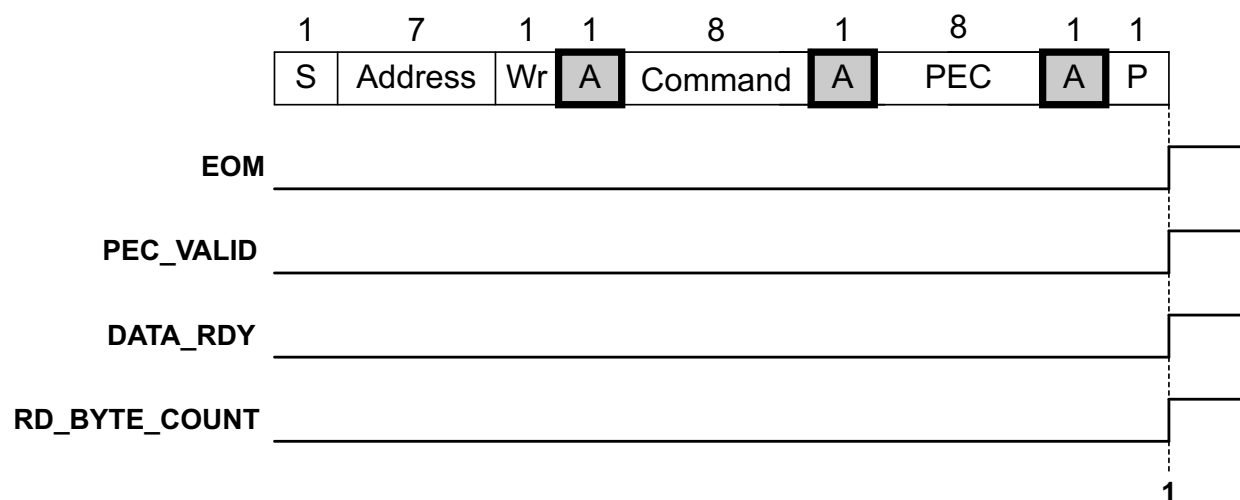 1 7 1 1 8 1 8 1 1
S Address Wr A Command A PEC A P
EOM
PEC_VALID
DATA_RDY
RD_BYTE_COUNT
1